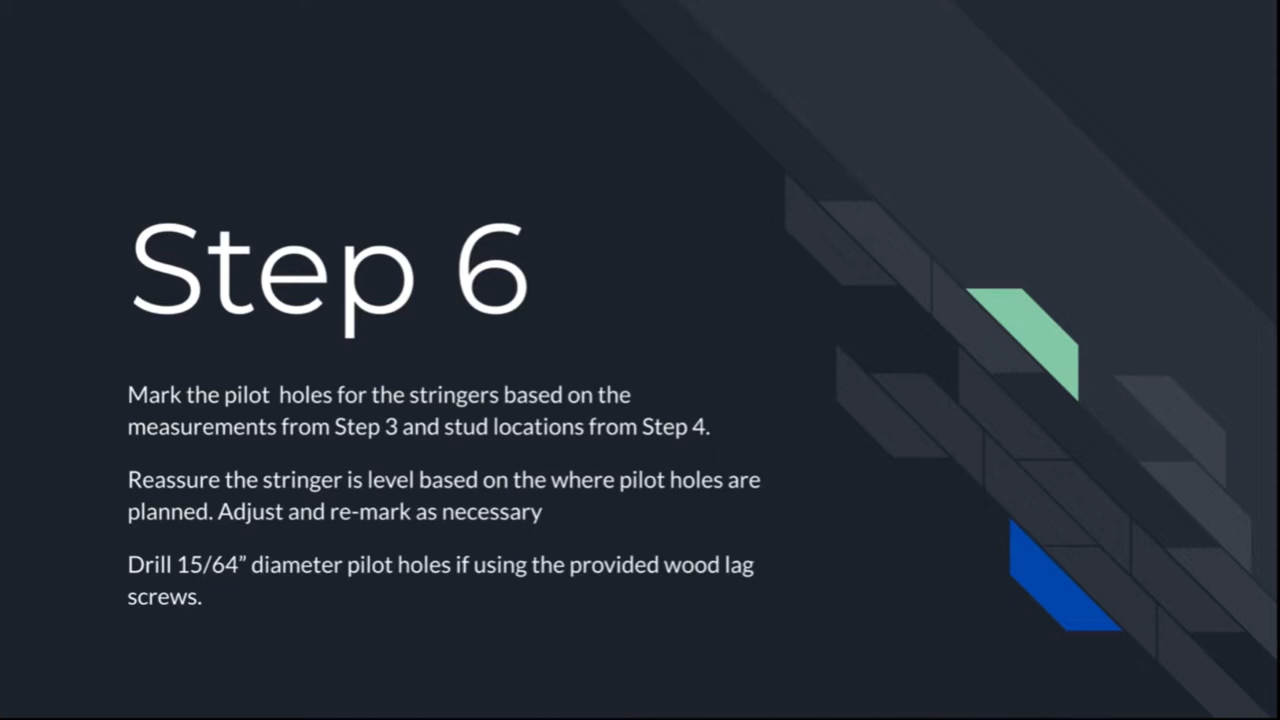 Step 6
Mark the pilot  holes for the stringers based on the
measurements from Step 3 and stud locations from Step 4.
Reassure the stringer is level based on the where pilot holes are
planned. Adjust and re-mark as necessary
Drill 15/64” diameter pilot holes if using the provided wood lag
screws.